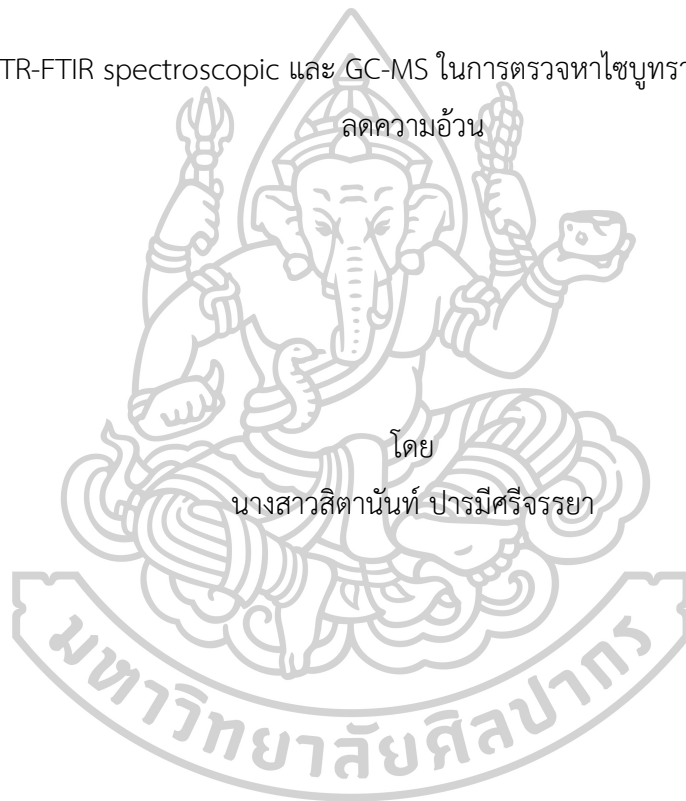 TR-FTIR spectroscopic และ GC-MS ในการตรวจหาไซบูทรา
ลดความอ้วน
โดย
นางสาวสิตานันท์ ปารมีศรีจรรยา
มหาวิทยาลัยศิลปากร